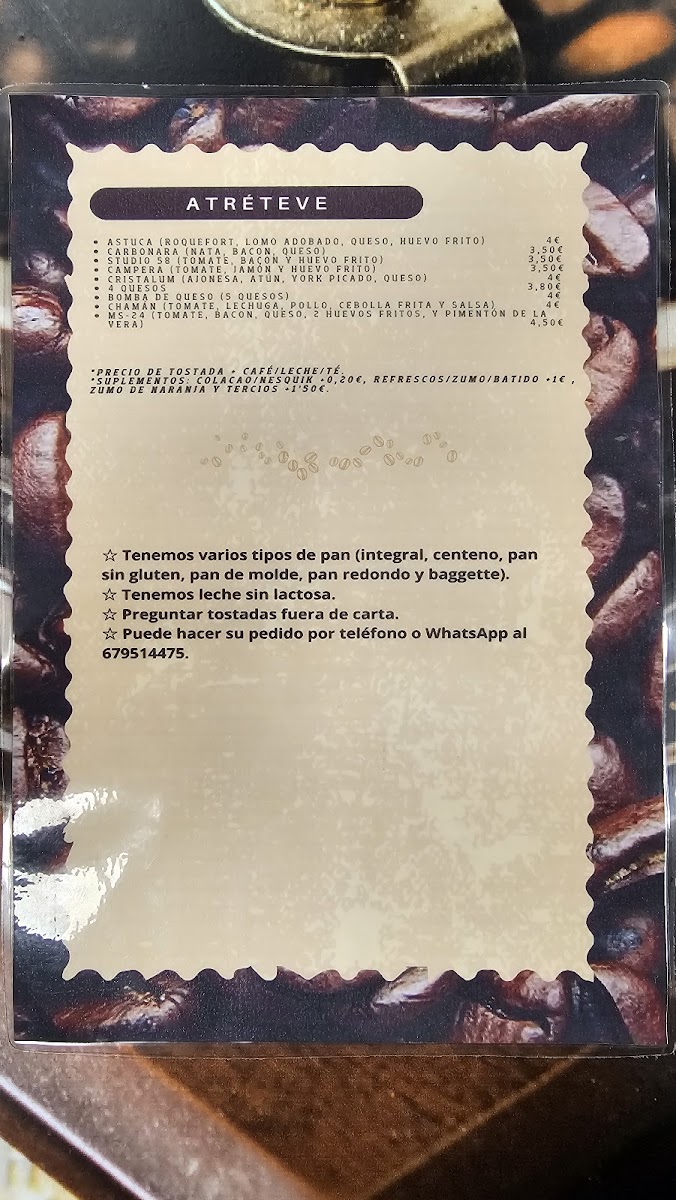 ATRÉTEVE
• ASTUCA (ROQUEFORT, LOMO ADOBADO, QUESO, HUEVO FRITO) 4€
• CARBONARA (NATA, BACON, QUESO) 3,50€
• STUDIO 58 (TOMATE, BACON Y HUEVO FRITO) 3,50€
• CAMPERA (TOMATE, JAMÓN Y HUEVO FRITO) 3,50€
• CRISTALUM (AJONESA, ATÚN, YORK PICADO, QUESO) 4€
• 4 QUESOS 3,80€
• BOMBA DE QUESO (5 QUESOS) 4€
• CHAMÁN (TOMATE, LECHUGA, POLLO, CEBOLLA FRITA Y SALSA) 4€
• MS-24 (TOMATE, BACON, QUESO, 2 HUEVOS FRITOS, Y PIMENTÓN DE LA
VERA) 4,50€
*PRECIO DE TOSTADA + CAFÉ/LECHE/TÉ.
*SUPLEMENTOS: COLACAO/NESQUIK +0,20€, REFRESCOS/ZUMO/BATIDO +1€ ,
ZUMO DE NARANJA Y TERCIOS +1'50€.
☆ Tenemos varios tipos de pan (integral, centeno, pan
sin gluten, pan de molde, pan redondo y baggette).
☆ Tenemos leche sin lactosa.
☆ Preguntar tostadas fuera de carta.
☆ Puede hacer su pedido por teléfono o WhatsApp al
679514475.